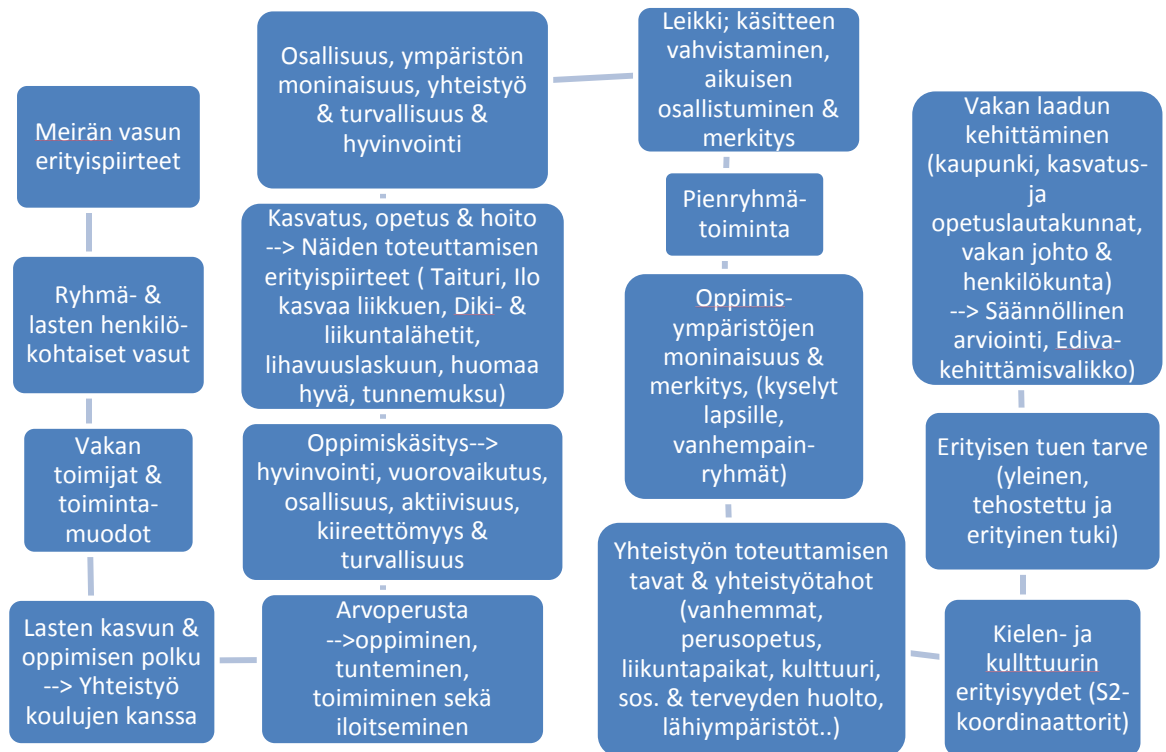 Meirän vasun
erityispiirteet
Ryhmä- &
lasten henkilö-
kohtaiset vasut
Vakan
toimijat &
toiminta-
muodot
Lasten kasvun &
oppimisen polku
--> Yhteistyö
koulujen kanssa
Arvoperusta
-->oppiminen,
tunteminen,
toimiminen sekä
iloitseminen
Oppimiskäsitys-->
hyvinvointi, vuorovaikutus,
osallisuus, aktiivisuus,
kiireettömyys &
turvallisuus
Kasvatus, opetus & hoito
--> Näiden toteuttamisen
erityispiirteet ( Taituri, Ilo
kasvaa liikkuen, Diki- &
liikuntalähetit,
lihavuuslaskuun, huomaa
hyvä, tunnemuksu)
Osallisuus, ympäristön
moninaisuus, yhteistyö
& turvallisuus &
hyvinvointi
Leikki; käsitteen
vahvistaminen,
aikuisen
osallistuminen &
merkitys
Pienryhmä-
toiminta
Oppimis-
ympäristöjen
moninaisuus &
merkitys, (kyselyt
lapsille,
vanhempain-
ryhmät)
Yhteistyön toteuttamisen
tavat & yhteistyötahot
(vanhemmat,
perusopetus,
liikuntapaikat, kulttuuri,
sos. & terveyden huolto,
lähiympäristöt..)
Kielen- ja
kullttuurin
erityisyydet (S2-
koordinaattorit)
Erityisen tuen tarve
(yleinen,
tehostettu ja
erityinen tuki)
Vakan laadun
kehittäminen
(kaupunki, kasvatus-
ja
opetuslautakunnat,
vakan johto &
henkilökunta)
--> Säännöllinen
arviointi, Ediva-
kehittämisvalikko)